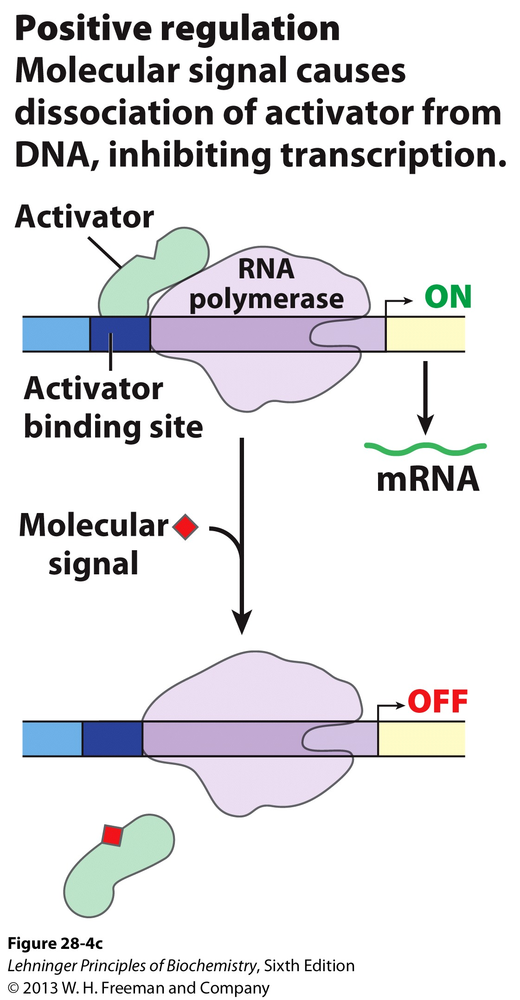 Positive regulation
Molecular signal causes
dissociation of activator from
DNA, inhibiting transcription.
Activator
RNA
polymerase
ON
Activator
binding site
mRNA
Molecular
signal
OFF
Figure 28-4c
Lehninger Principles of Biochemistry, Sixth Edition
© 2013 W. H. Freeman and Company